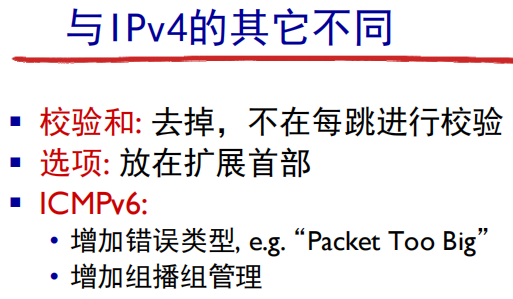 与IPv4的其它不同
▪ 校验和: 去掉，不在每跳进行校验
▪ 选项: 放在扩展首部
▪ ICMPv6:
• 增加错误类型, e.g. “Packet Too Big”
• 增加组播组管理